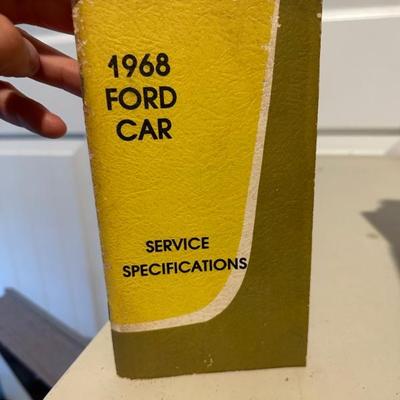 1968
FORD
CAR
SERVICE
SPECIFICATIONS